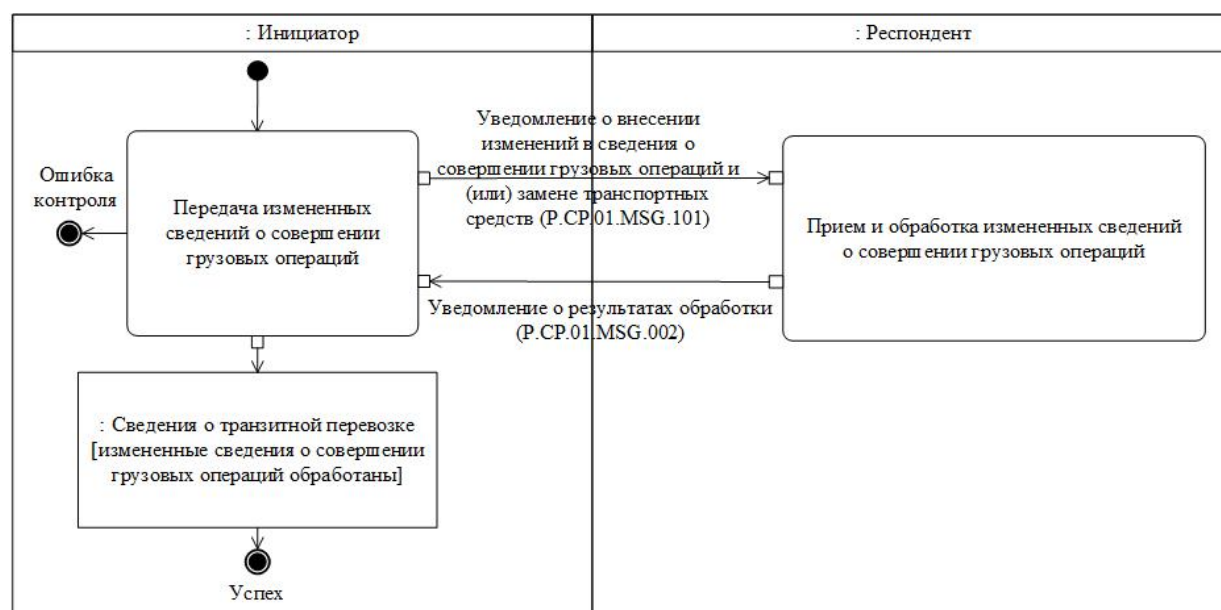 : Инициатор
: Респондент
Уведомление о внесении
изменений в сведения о
совершении грузовых операций и
(или) замене транспортных
средств (P.CP.01.MSG.101)
Ошибка
контроля
Передача измененных
сведений о совершении
грузовых операций
Прием и обработка измененных сведений
о совершении грузовых операций
Уведомление о результатах обработки
(P.CP.01.MSG.002)
: Сведения о транзитной перевозке
[измененные сведения о совершении
грузовых операций обработаны]
Успех